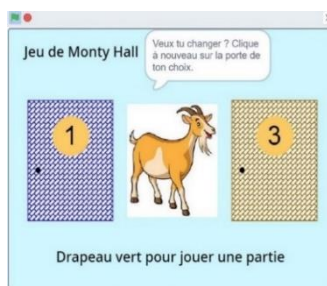 Jeu de Monty Hall
Veux tu changer ? Clique
à nouveau sur la porte de
ton choix.
1
3
Drapeau vert pour jouer une partie